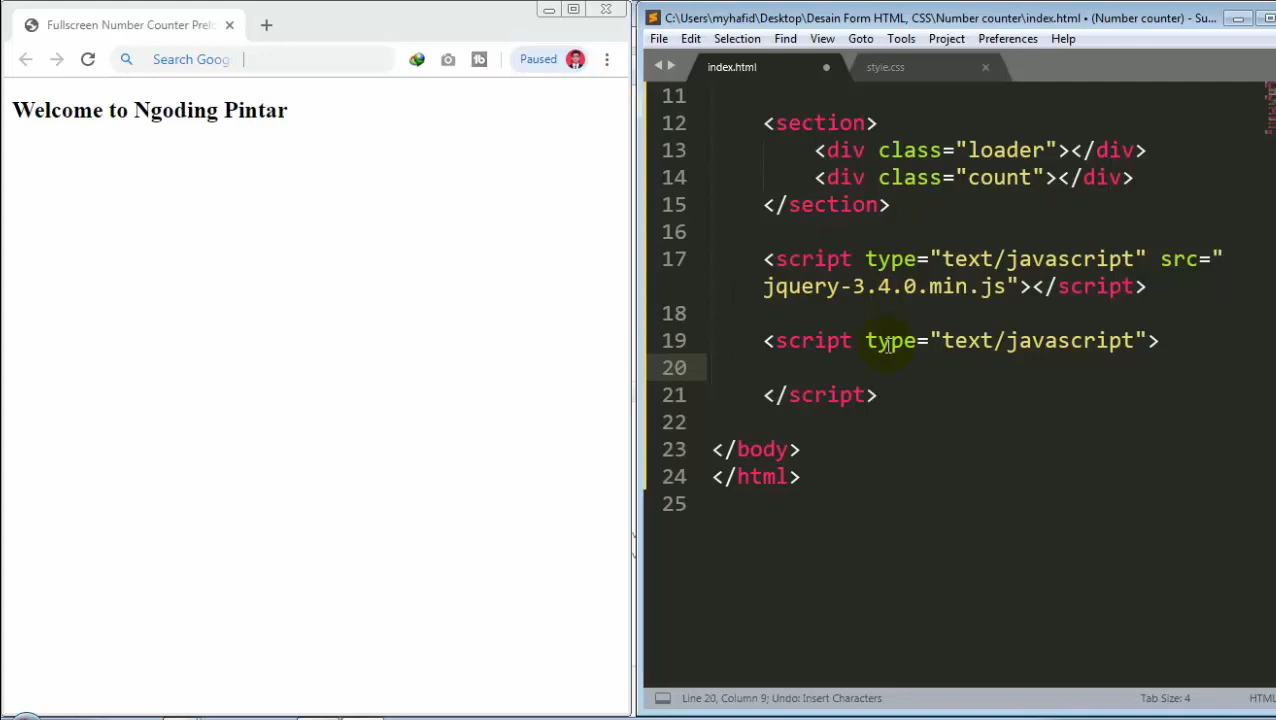 Fullscreen Number Counter Prel
Search Goog
Paused
Welcome to Ngoding Pintar
C:\Users\myhafid\Desktop\Desain Form HTML, CSS\Number counter\index.html • (Number counter) - Su...
File Edit Selection Find View Goto Tools Project Preferences Help
index.html style.css
11
12 <section>
13 <div class="loader"></div>
14 <div class="count"></div>
15 </section>
16
17 <script type="text/javascript" src="
jquery-3.4.0.min.js"></script>
18
19 <script type="text/javascript">
20
21 </script>
22
23 </body>
24 </html>
25
Line 20, Column 9; Undo: Insert Characters
Tab Size: 4
HTML